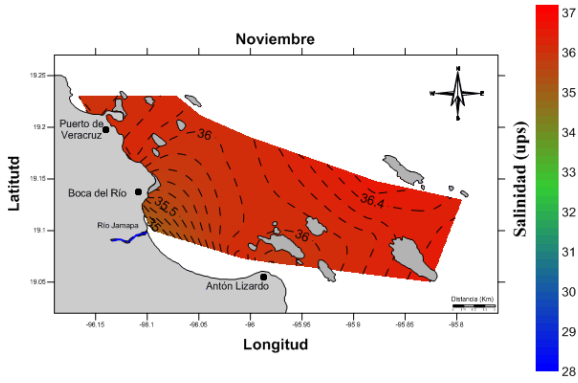 Noviembre
37
36
35
34
33
32
31
30
29
28
Salinidad (ups)
19.25
19.2
19.15
19.1
19.05
Latitutd
Puerto de
Veracruz
Boca del Río
Río Jamapa
Antón Lizardo
36
35.5
35
36
36.4
Distancia (Km)
-96.15
-96.1
-96.05
-96
-95.95
-95.9
-95.85
-95.8
Longitud